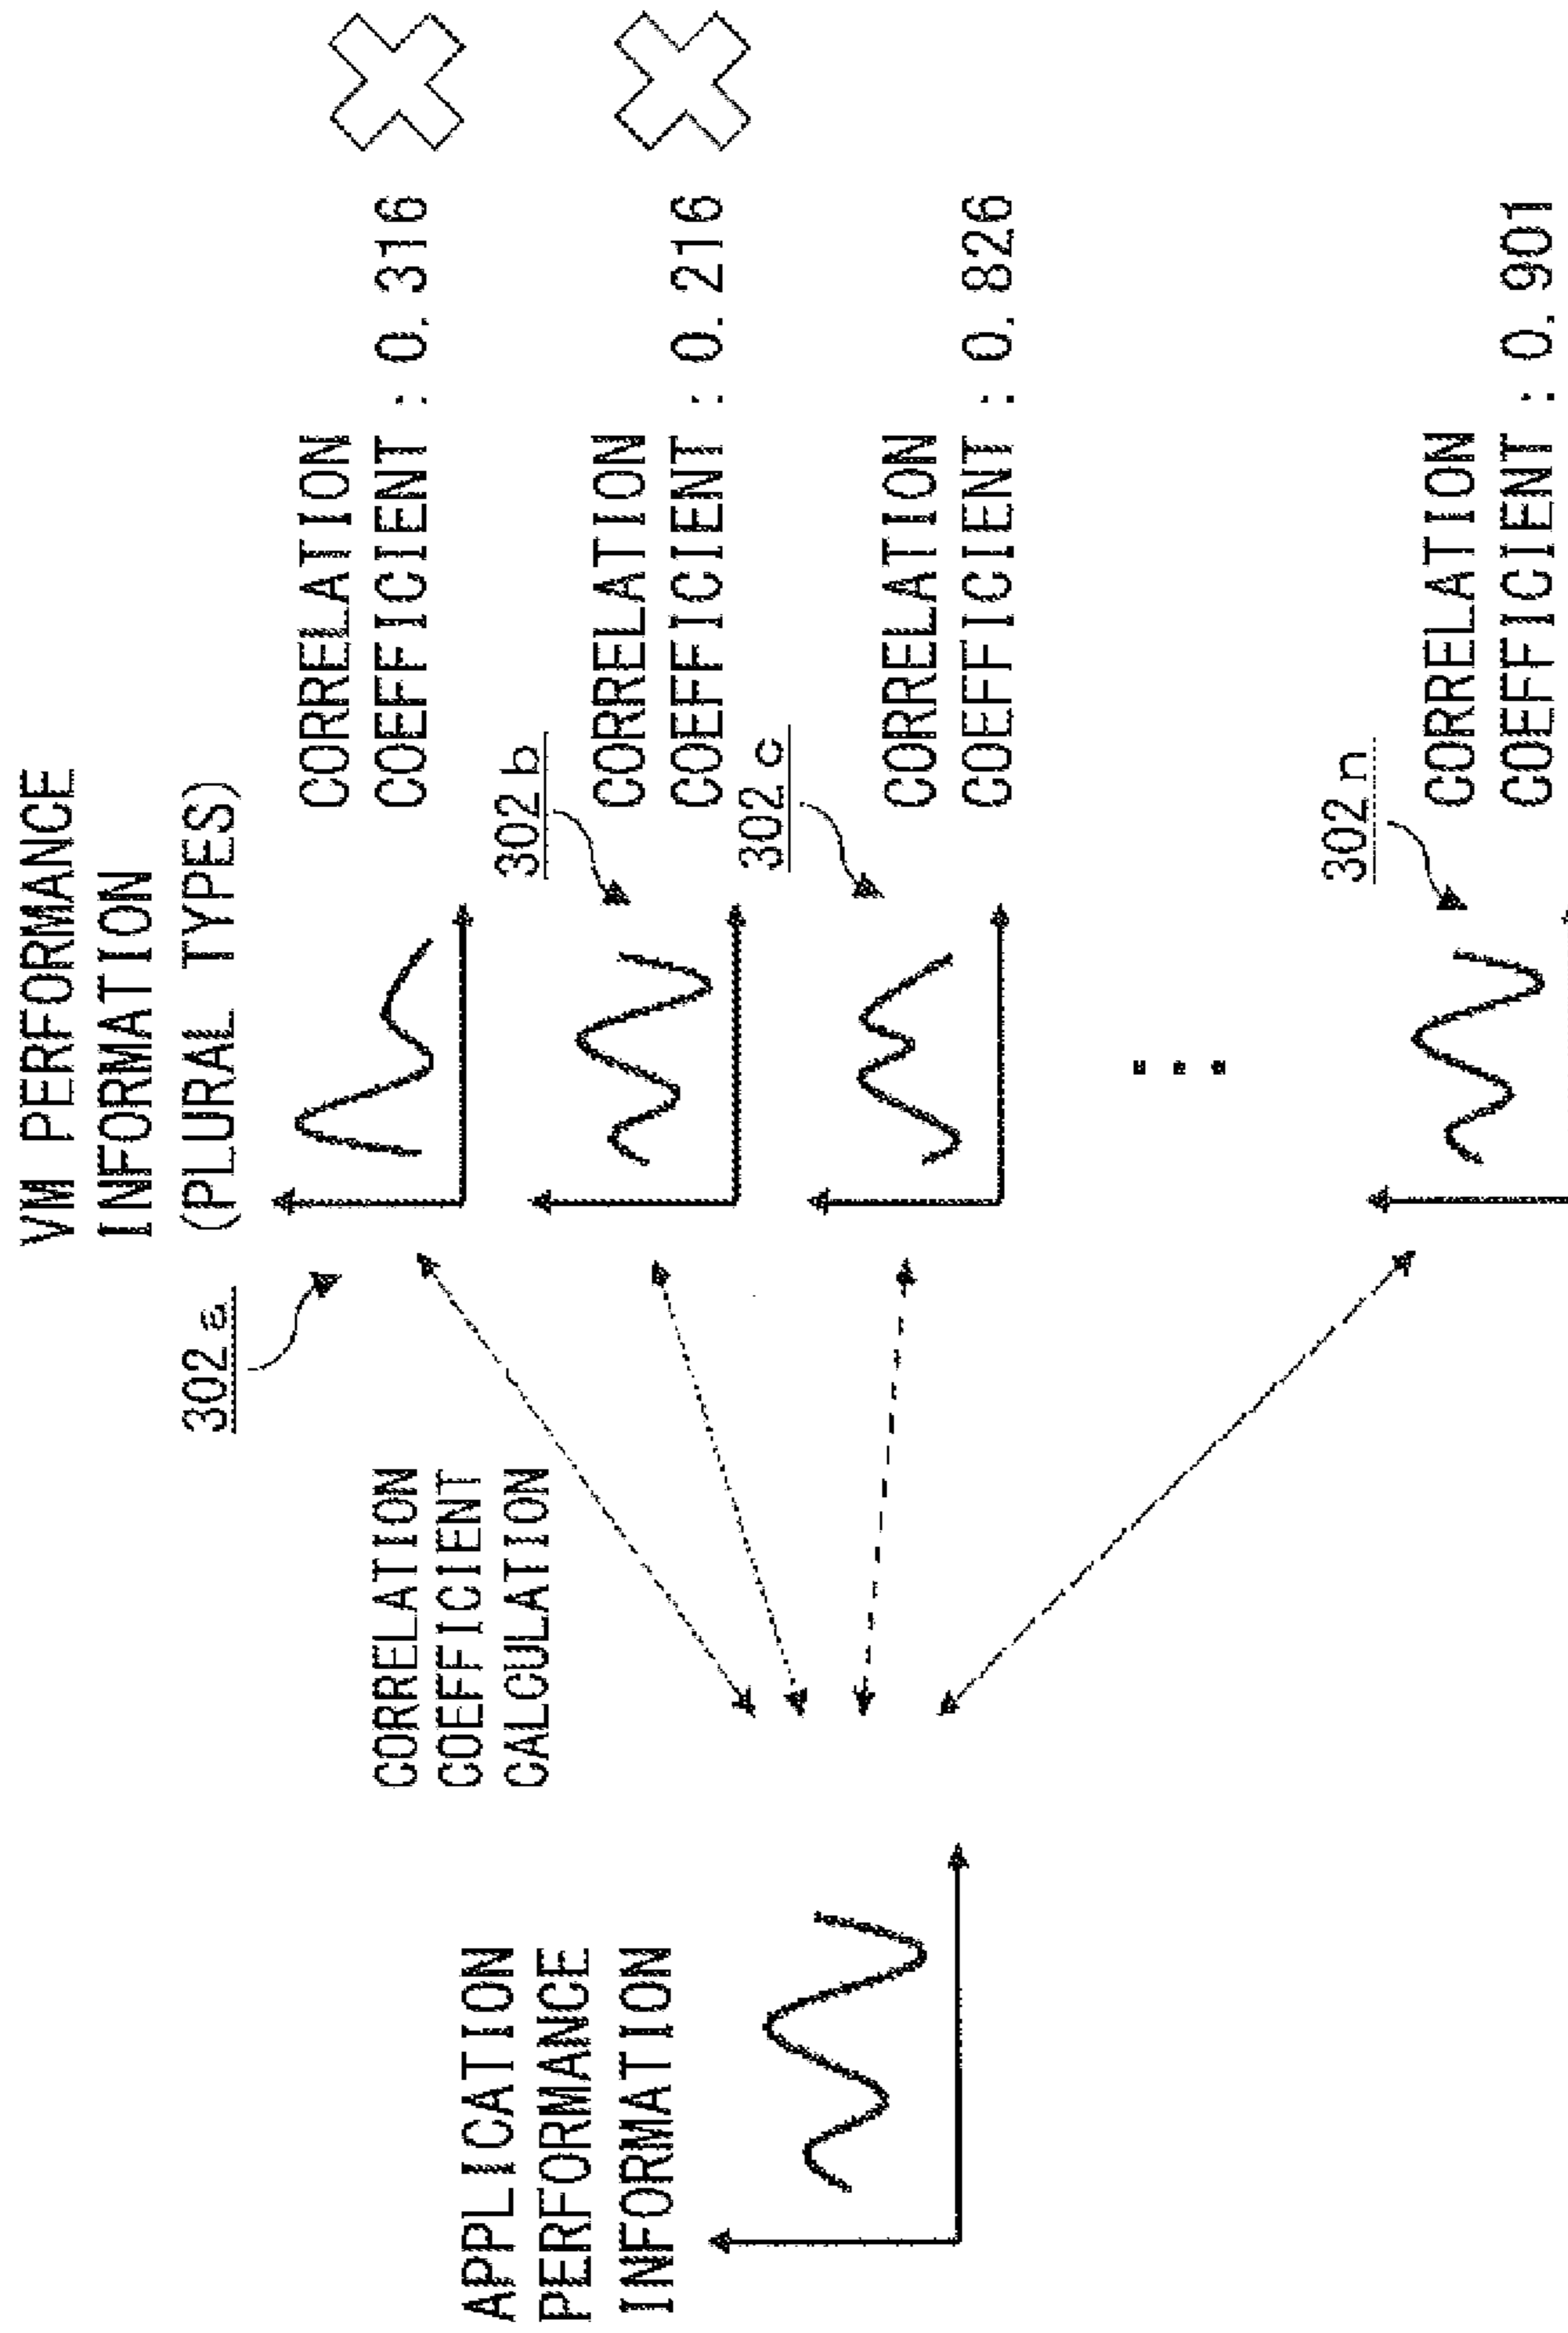 VM PERFORMANCE
INFORMATION
(PLURAL TYPES)
APPLICATION
PERFORMANCE
INFORMATION
CORRELATION
COEFFICIENT
CALCULATION
302a
CORRELATION
COEFFICIENT : 0.316
302b
CORRELATION
COEFFICIENT : 0.216
302c
CORRELATION
COEFFICIENT : 0.826
302n
CORRELATION
COEFFICIENT : 0.901